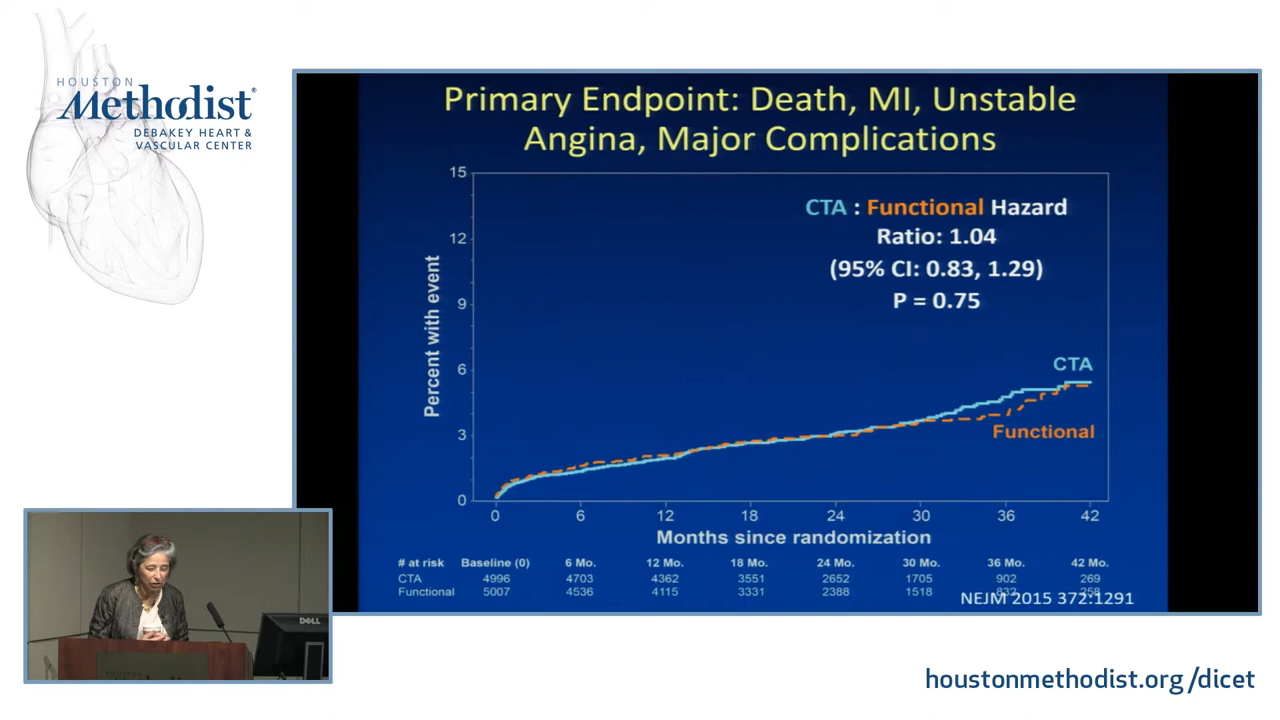 HOUSTON
Methodist®
DEBAKEY HEART &
VASCULAR CENTER
Primary Endpoint: Death, MI, Unstable
Angina, Major Complications
CTA : Functional Hazard
Ratio: 1.04
(95% CI: 0.83, 1.29)
P = 0.75
Percent with event
15
12
9
6
3
0
CTA
Functional
0 6 12 18 24 30 36 42
Months since randomization
# at risk Baseline (0) 6 Mo. 12 Mo. 18 Mo. 24 Mo. 30 Mo. 36 Mo. 42 Mo.
CTA 4996 4703 4362 3551 2652 1705 902 269
Functional 5007 4536 4115 3331 2388 1518
NEJM 2015 372:1291
DELL
houstonmethodist.org/dicet